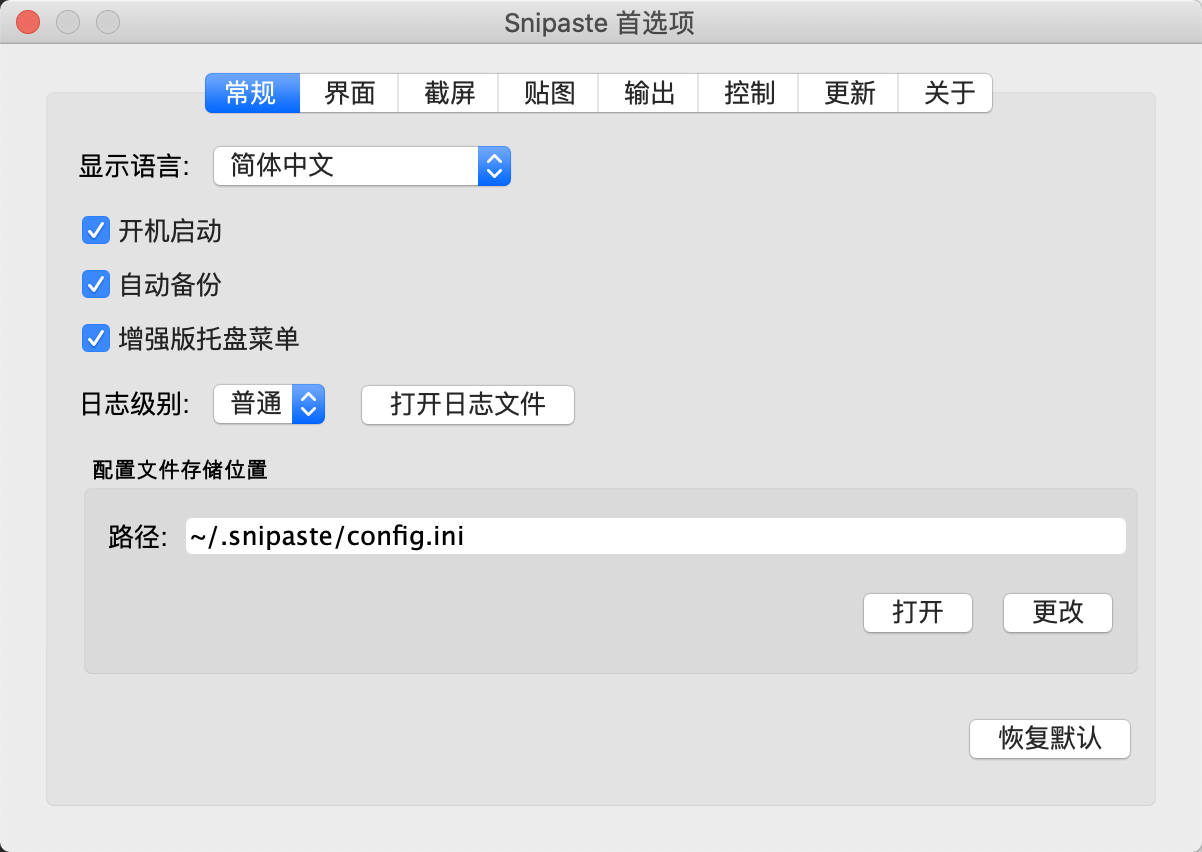 Snipaste 首选项
常规 界面 截屏 贴图 输出 控制 更新 关于
显示语言: 简体中文
开机启动
自动备份
增强版托盘菜单
日志级别: 普通 打开日志文件
配置文件存储位置
路径: ~/.snipaste/config.ini
打开 更改
恢复默认